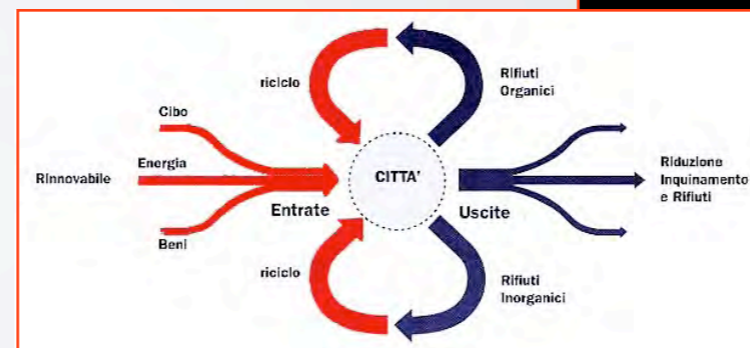 riciclo
Rifiuti
Organici
Cibo
Rinnovabile
Energia
CITTA'
Riduzione
Inquinamento
e Rifiuti
Entrate
Uscite
Beni
riciclo
Rifiuti
Inorganici